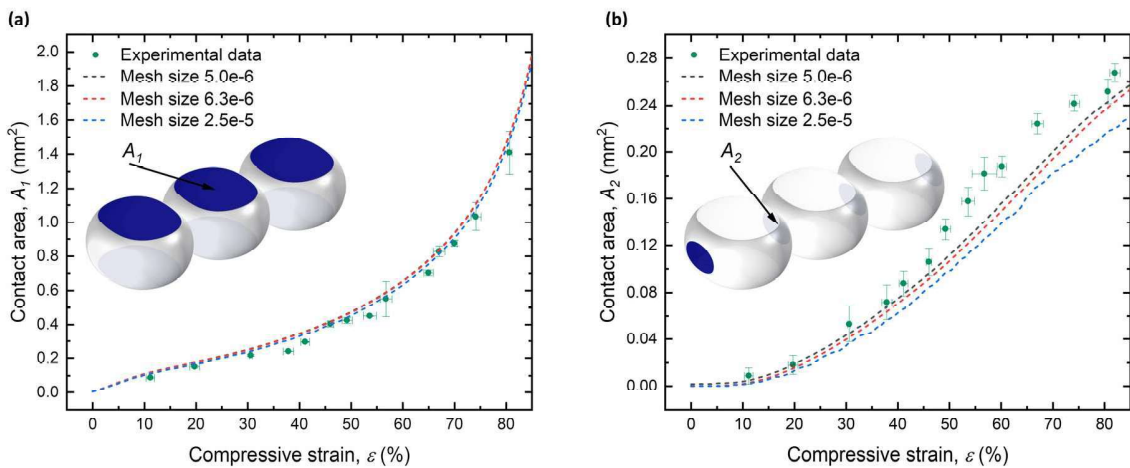 (a)
2.0
1.8
1.6
1.4
1.2
1.0
0.8
0.6
0.4
0.2
0.0
Contact area, A1 (mm²)
Experimental data
Mesh size 5.0e-6
Mesh size 6.3e-6
Mesh size 2.5e-5
A1
0 10 20 30 40 50 60 70 80
Compressive strain, ε (%)
(b)
0.28
0.24
0.20
0.16
0.12
0.08
0.04
0.00
Contact area, A2 (mm²)
Experimental data
Mesh size 5.0e-6
Mesh size 6.3e-6
Mesh size 2.5e-5
A2
0 10 20 30 40 50 60 70 80
Compressive strain, ε (%)